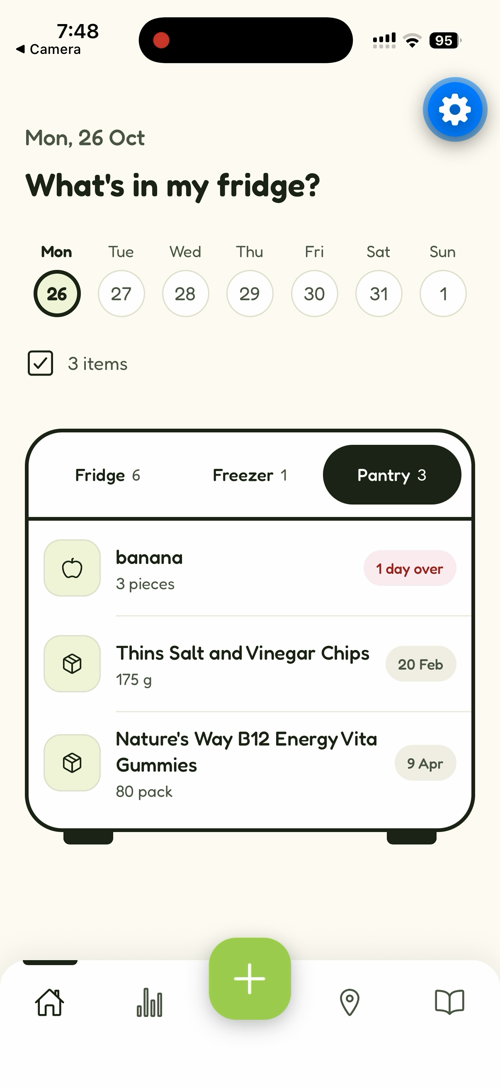 7:48
Camera
95
Mon, 26 Oct
What's in my fridge?
Mon Tue Wed Thu Fri Sat Sun
26 27 28 29 30 31 1
3 items
Fridge 6 Freezer 1 Pantry 3
banana
3 pieces
1 day over
Thins Salt and Vinegar Chips
175 g
20 Feb
Nature's Way B12 Energy Vita
Gummies
80 pack
9 Apr